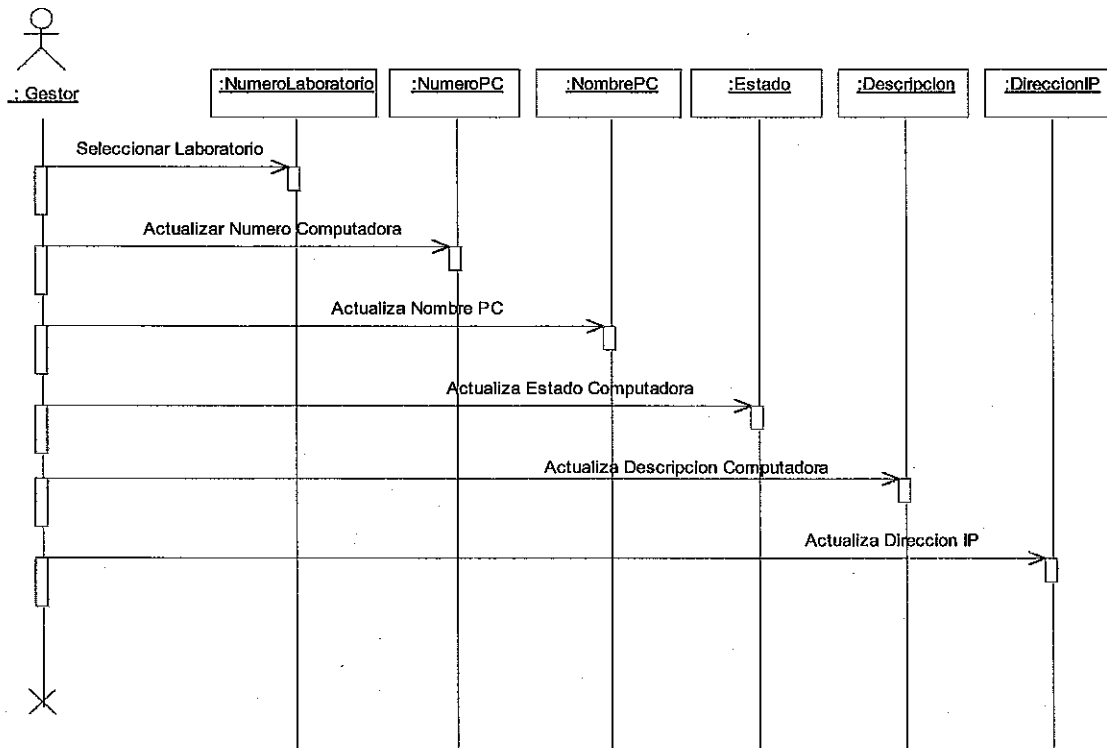 : Gestor
:NumeroLaboratorio
:NumeroPC
:NombrePC
:Estado
:Descripcion
:DireccionIP
Seleccionar Laboratorio
Actualizar Numero Computadora
Actualiza Nombre PC
Actualiza Estado Computadora
Actualiza Descripcion Computadora
Actualiza Direccion IP